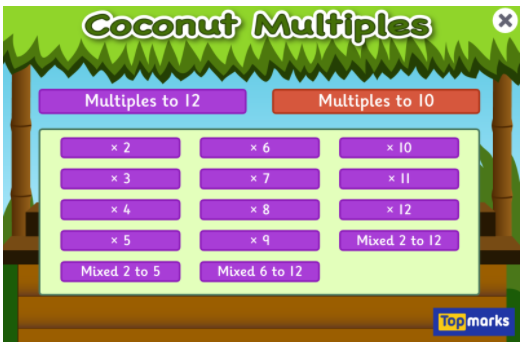 Coconut Multiples
Multiples to 12 Multiples to 10
× 2 × 6 × 10
× 3 × 7 × 11
× 4 × 8 × 12
× 5 × 9 Mixed 2 to 12
Mixed 2 to 5 Mixed 6 to 12
Topmarks